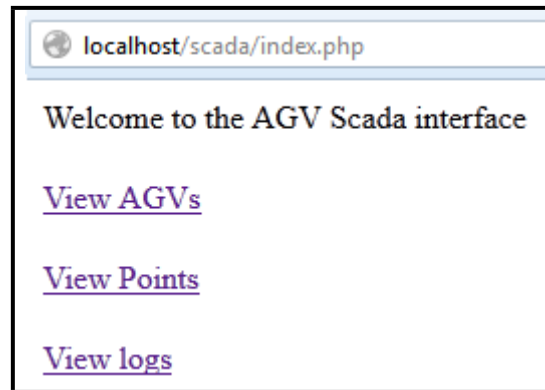 localhost/scada/index.php
Welcome to the AGV Scada interface
View AGVs
View Points
View logs